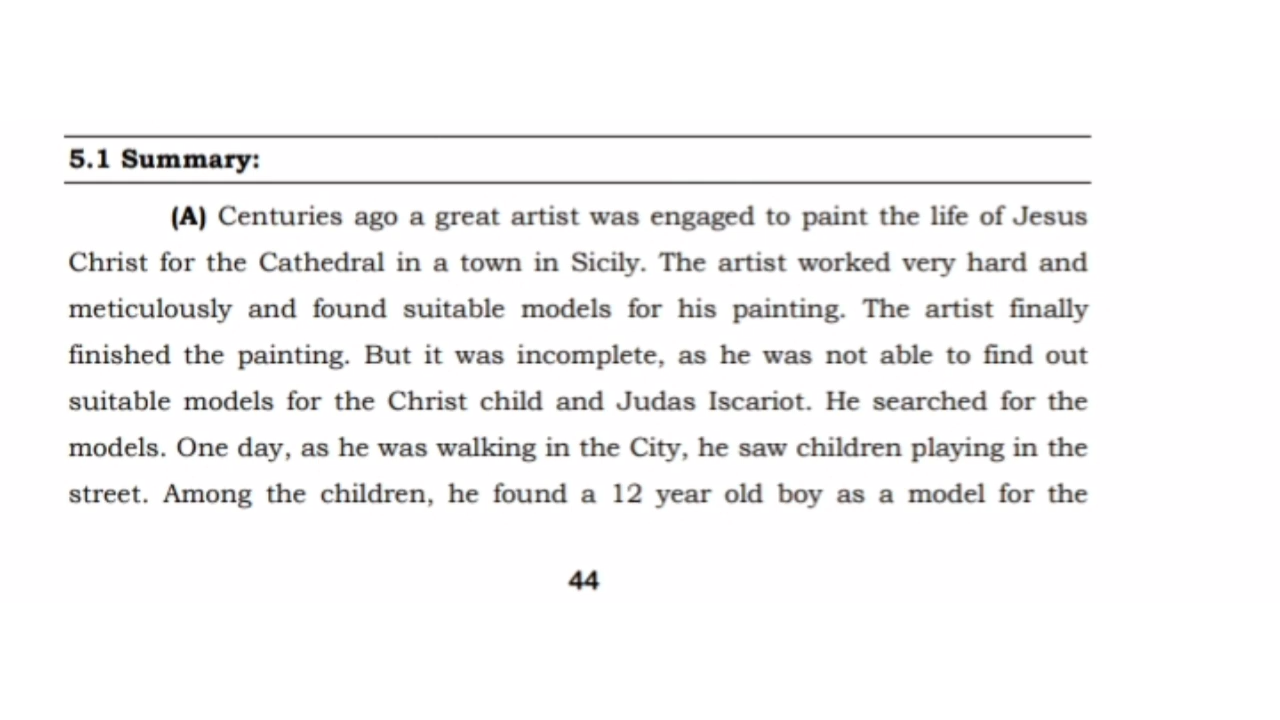 5.1 Summary:
(A) Centuries ago a great artist was engaged to paint the life of Jesus
Christ for the Cathedral in a town in Sicily. The artist worked very hard and
meticulously and found suitable models for his painting. The artist finally
finished the painting. But it was incomplete, as he was not able to find out
suitable models for the Christ child and Judas Iscariot. He searched for the
models. One day, as he was walking in the City, he saw children playing in the
street. Among the children, he found a 12 year old boy as a model for the
44